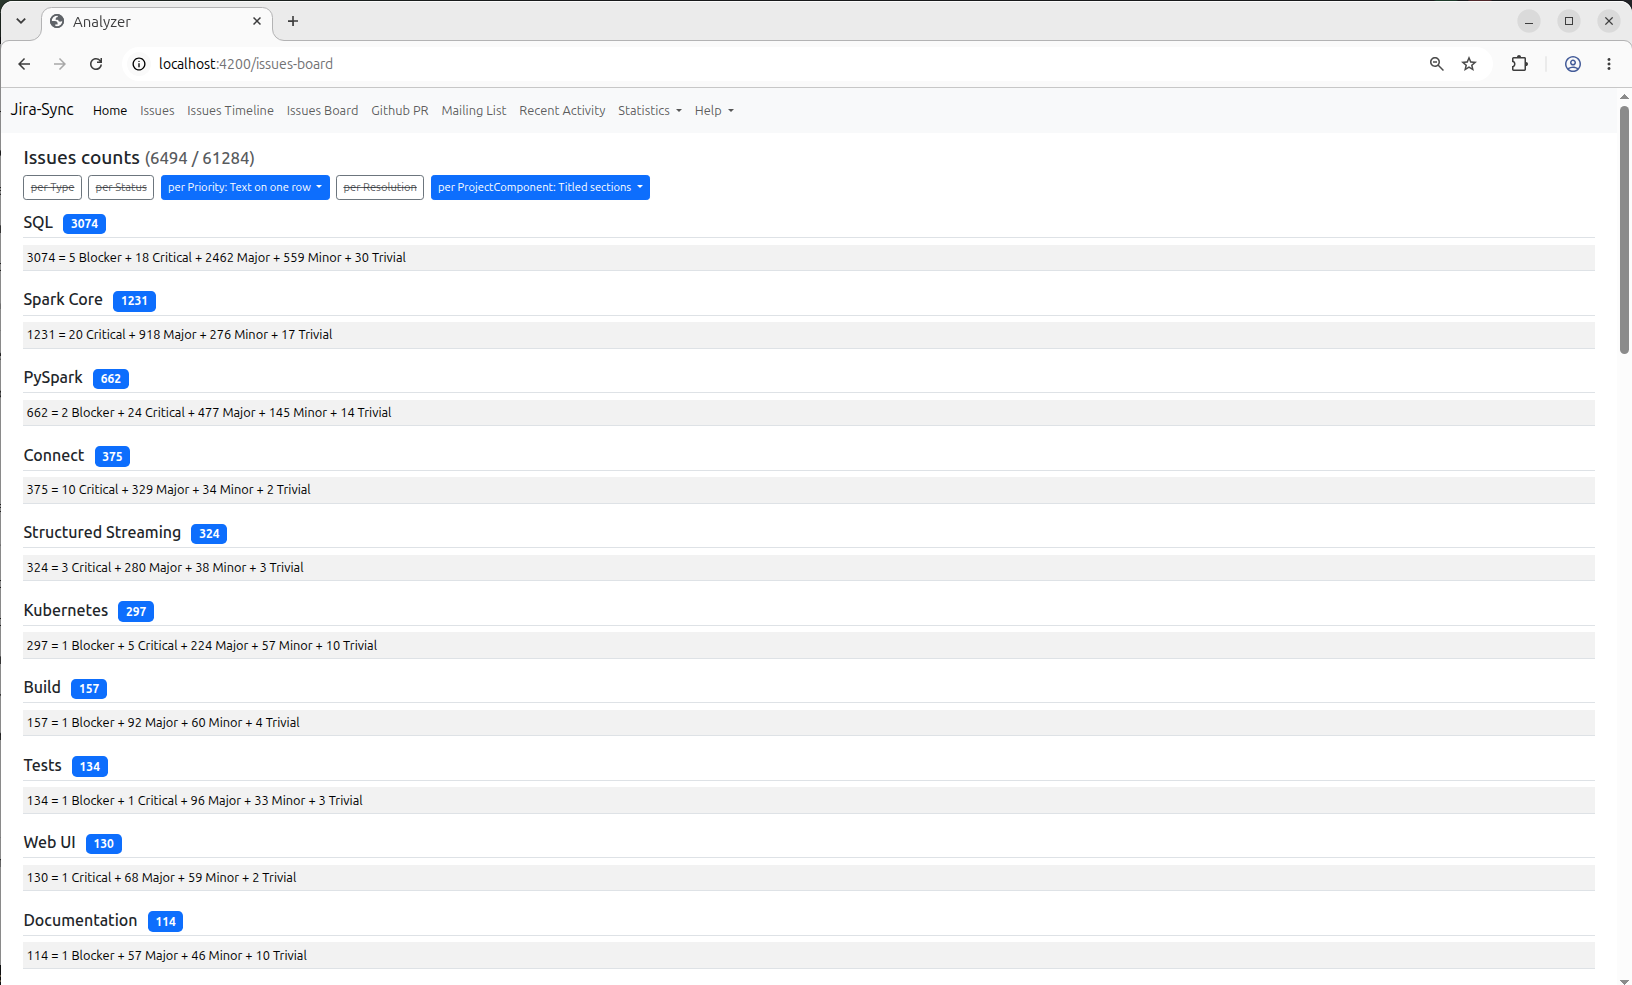 Analyzer
localhost:4200/issues-board
Jira-Sync Home Issues Issues Timeline Issues Board Github PR Mailing List Recent Activity Statistics Help
Issues counts (6494 / 61284)
per Type per Status per Priority: Text on one row per Resolution per ProjectComponent: Titled sections
SQL 3074
3074 = 5 Blocker + 18 Critical + 2462 Major + 559 Minor + 30 Trivial
Spark Core 1231
1231 = 20 Critical + 918 Major + 276 Minor + 17 Trivial
PySpark 662
662 = 2 Blocker + 24 Critical + 477 Major + 145 Minor + 14 Trivial
Connect 375
375 = 10 Critical + 329 Major + 34 Minor + 2 Trivial
Structured Streaming 324
324 = 3 Critical + 280 Major + 38 Minor + 3 Trivial
Kubernetes 297
297 = 1 Blocker + 5 Critical + 224 Major + 57 Minor + 10 Trivial
Build 157
157 = 1 Blocker + 92 Major + 60 Minor + 4 Trivial
Tests 134
134 = 1 Blocker + 1 Critical + 96 Major + 33 Minor + 3 Trivial
Web UI 130
130 = 1 Critical + 68 Major + 59 Minor + 2 Trivial
Documentation 114
114 = 1 Blocker + 57 Major + 46 Minor + 10 Trivial